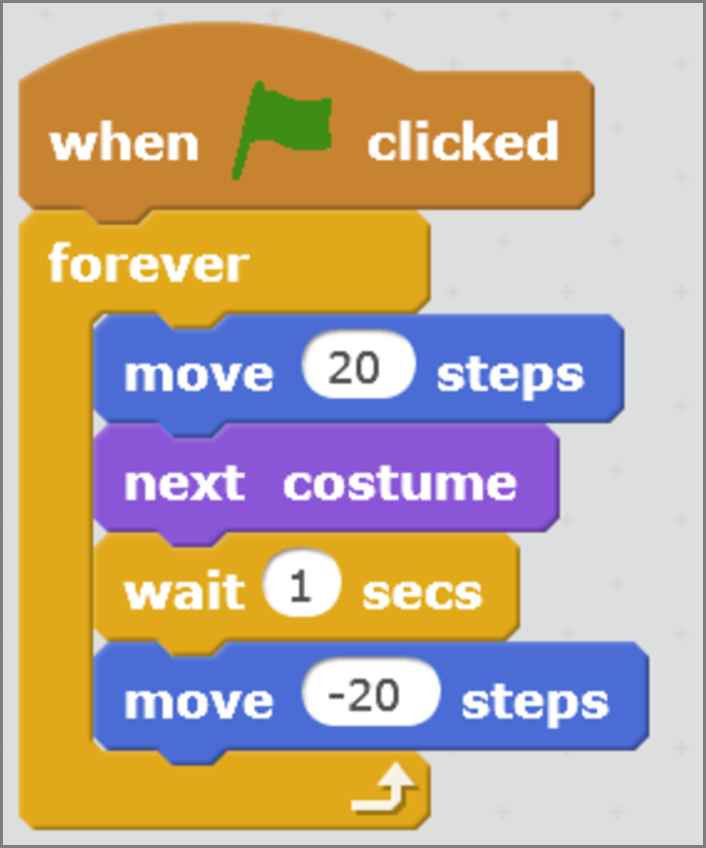 when clicked
forever
move 20 steps
next costume
wait 1 secs
move -20 steps